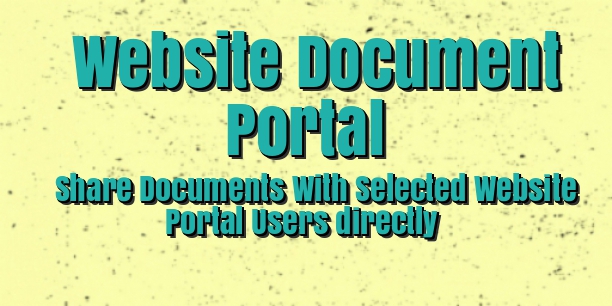 Website Document
Portal
Share Documents With Selected Website
Portal Users directly